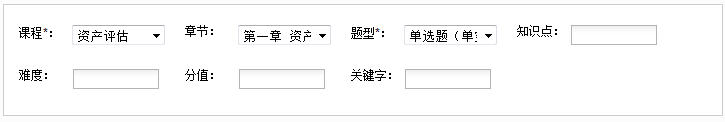 课程*： 资产评估 章节： 第一章 资产 题型*： 单选题（单 知识点：
难度： 分值： 关键字：